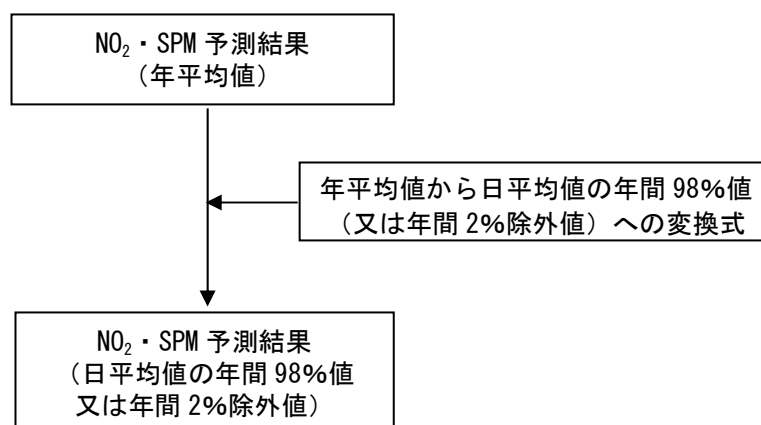 NO₂・SPM 予測結果
（年平均値）
年平均値から日平均値の年間 98%値
（又は年間 2%除外値）への変換式
NO₂・SPM 予測結果
（日平均値の年間 98%値
又は年間 2%除外値）